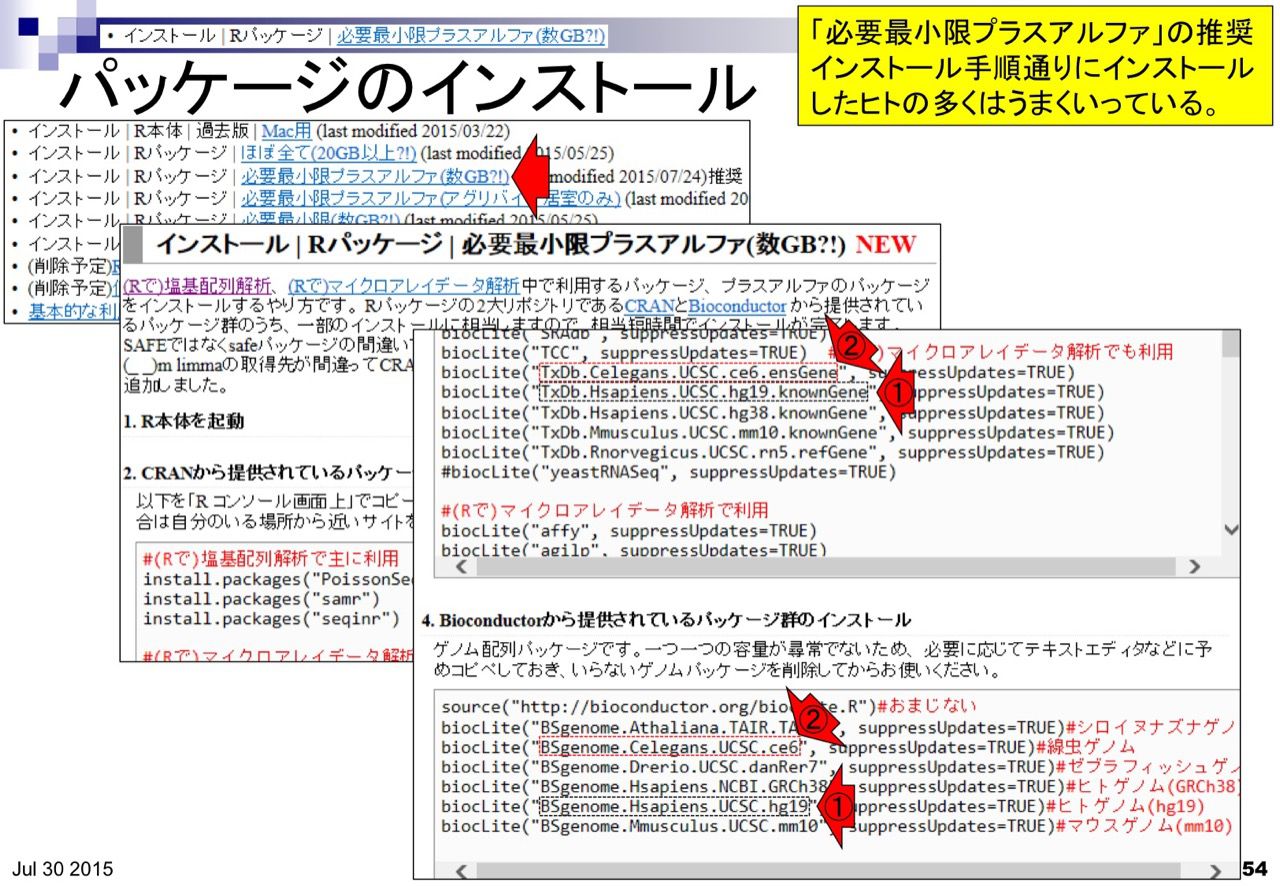 • インストール | Rパッケージ | 必要最小限プラスアルファ(数GB?!)
「必要最小限プラスアルファ」の推奨
インストール手順通りにインストール
したヒトの多くはうまくいっている。
パッケージのインストール
• インストール | R本体 | 過去版 | Mac用 (last modified 2015/03/22)
• インストール | Rパッケージ | ほぼ全て(20GB以上?!) (last modified 2015/05/25)
• インストール | Rパッケージ | 必要最小限プラスアルファ(数GB?!) modified 2015/07/24)推奨
• インストール | Rパッケージ | 必要最小限プラスアルファ(アグリバイオ居室のみ) (last modified 20
• インストール | Rパッケージ | 必要最小限(数GB?!) (last modified 2015/05/25)
• インストール
• (削除予定)
• (削除予定)
• 基本的な利
インストール | Rパッケージ | 必要最小限プラスアルファ(数GB?!) NEW
(Rで)塩基配列解析、(Rで)マイクロアレイデータ解析中で利用するパッケージ、プラスアルファのパッケージ
をインストールするやり方です。Rパッケージの2大リポジトリであるCRANとBioconductorから提供されてい
るパッケージ群のうち、一部のインストールに相当しますので、相当短時間でインストールが完了します。
SAFEではなくsafeパッケージの間違い
(_ _)m limmaの取得先が間違ってCRA
追加しました。
1. R本体を起動
2. CRANから提供されているパッケー
以下を「R コンソール画面上」でコピー
合は自分のいる場所から近いサイトを
#(Rで)塩基配列解析で主に利用
install.packages("PoissonSe
install.packages("samr")
install.packages("seqinr")
#(Rで)マイクロアレイデータ解析
biocLite("SRAdb", suppressUpdates=TRUE)
biocLite("TCC", suppressUpdates=TRUE) #②)マイクロアレイデータ解析でも利用
biocLite("TxDb.Celegans.UCSC.ce6.ensGene", suppressUpdates=TRUE)
biocLite("TxDb.Hsapiens.UCSC.hg19.knownGene" ① uppressUpdates=TRUE)
biocLite("TxDb.Hsapiens.UCSC.hg38.knownGene", suppressUpdates=TRUE)
biocLite("TxDb.Mmusculus.UCSC.mm10.knownGene", suppressUpdates=TRUE)
biocLite("TxDb.Rnorvegicus.UCSC.rn5.refGene", suppressUpdates=TRUE)
#biocLite("yeastRNASeq", suppressUpdates=TRUE)
#(Rで)マイクロアレイデータ解析で利用
biocLite("affy", suppressUpdates=TRUE)
biocLite("agilp", suppressUpdates=TRUE)
4. Bioconductorから提供されているパッケージ群のインストール
ゲノム配列パッケージです。一つ一つの容量が尋常でないため、必要に応じてテキストエディタなどに予
めコピペしておき、いらないゲノムパッケージを削除してからお使いください。
source("http://bioconductor.org/biocLite.R")#おまじない
biocLite("BSgenome.Athaliana.TAIR.TA ② , suppressUpdates=TRUE)#シロイヌナズナゲノ
biocLite("BSgenome.Celegans.UCSC.ce6", suppressUpdates=TRUE)#線虫ゲノム
biocLite("BSgenome.Drerio.UCSC.danRer7", suppressUpdates=TRUE)#ゼブラフィッシュゲノ
biocLite("BSgenome.Hsapiens.NCBI.GRCh38", suppressUpdates=TRUE)#ヒトゲノム(GRCh38)
biocLite("BSgenome.Hsapiens.UCSC.hg19" ① uppressUpdates=TRUE)#ヒトゲノム(hg19)
biocLite("BSgenome.Mmusculus.UCSC.mm10", suppressUpdates=TRUE)#マウスゲノム(mm10)
Jul 30 2015
54